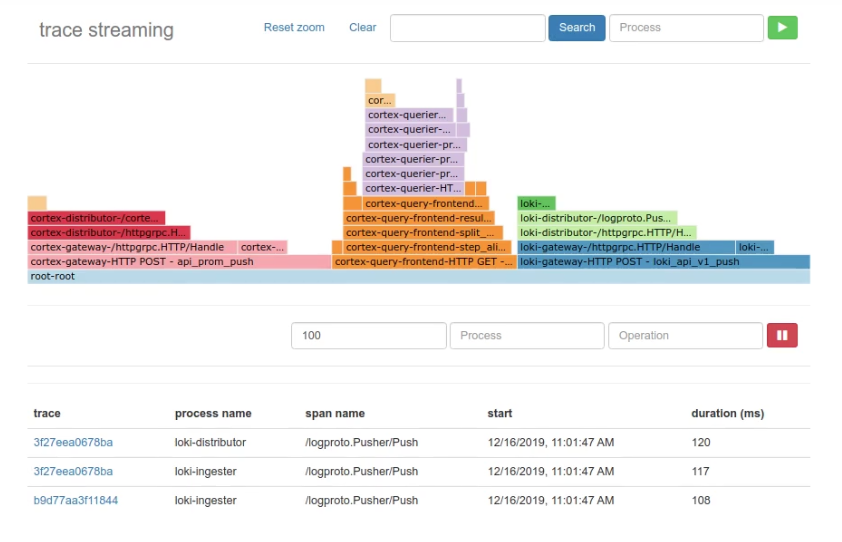 trace streaming
Reset zoom Clear Search Process
cor...
cortex-querier...
cortex-querier-...
cortex-querier-pr...
cortex-querier-pr...
cortex-querier-pr...
cortex-querier-HT...
cortex-query-frontend... loki-...
cortex-distributor-/corte... cortex-query-frontend-resul... loki-distributor-/logproto.Pus...
cortex-distributor-/httpgrpc.H... cortex-query-frontend-split_... loki-distributor-/httpgrpc.HTTP/H...
cortex-gateway-/httpgrpc.HTTP/Handle cortex-... cortex-query-frontend-step_ali... loki-gateway-/httpgrpc.HTTP/Handle loki-...
cortex-gateway-HTTP POST - api_prom_push cortex-query-frontend-HTTP GET -... loki-gateway-HTTP POST - loki_api_v1_push
root-root
100 Process Operation
trace process name span name start duration (ms)
3f27eea0678ba loki-distributor /logproto.Pusher/Push 12/16/2019, 11:01:47 AM 120
3f27eea0678ba loki-ingester /logproto.Pusher/Push 12/16/2019, 11:01:47 AM 117
b9d77aa3f11844 loki-ingester /logproto.Pusher/Push 12/16/2019, 11:01:47 AM 108